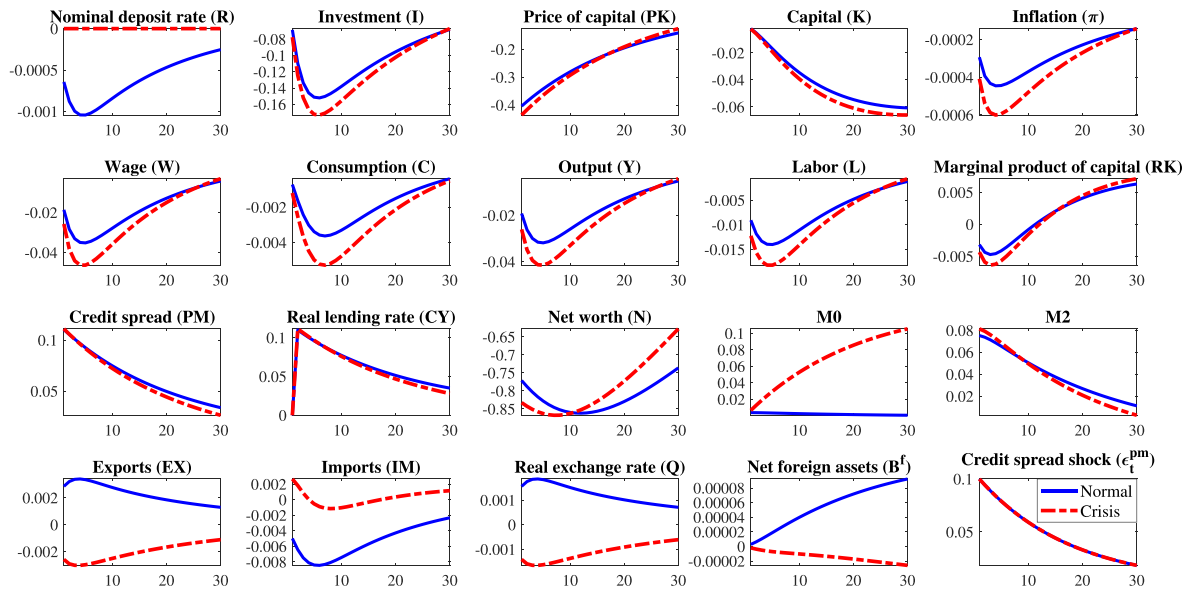 Nominal deposit rate (R)
0
-0.0005
-0.001
10 20 30
Investment (I)
-0.08
-0.1
-0.12
-0.14
-0.16
10 20 30
Price of capital (PK)
-0.2
-0.3
-0.4
10 20 30
Capital (K)
-0.02
-0.04
-0.06
10 20 30
Inflation (π)
-0.0002
-0.0004
-0.0006
10 20 30
Wage (W)
-0.02
-0.04
10 20 30
Consumption (C)
-0.002
-0.004
10 20 30
Output (Y)
-0.02
-0.04
10 20 30
Labor (L)
-0.005
-0.01
-0.015
10 20 30
Marginal product of capital (RK)
0.005
0
-0.005
10 20 30
Credit spread (PM)
0.1
0.05
10 20 30
Real lending rate (CY)
0.1
0.05
0
10 20 30
Net worth (N)
-0.65
-0.7
-0.75
-0.8
-0.85
10 20 30
M0
0.1
0.08
0.06
0.04
0.02
10 20 30
M2
0.08
0.06
0.04
0.02
10 20 30
Exports (EX)
0.002
0
-0.002
10 20 30
Imports (IM)
0.002
0
-0.002
-0.004
-0.006
-0.008
10 20 30
Real exchange rate (Q)
0.001
0
-0.001
10 20 30
Net foreign assets (B^f)
0.00008
0.00006
0.00004
0.00002
0
-0.00002
10 20 30
Credit spread shock (ϵ_t^pm)
0.1
0.05
Normal
Crisis
10 20 30